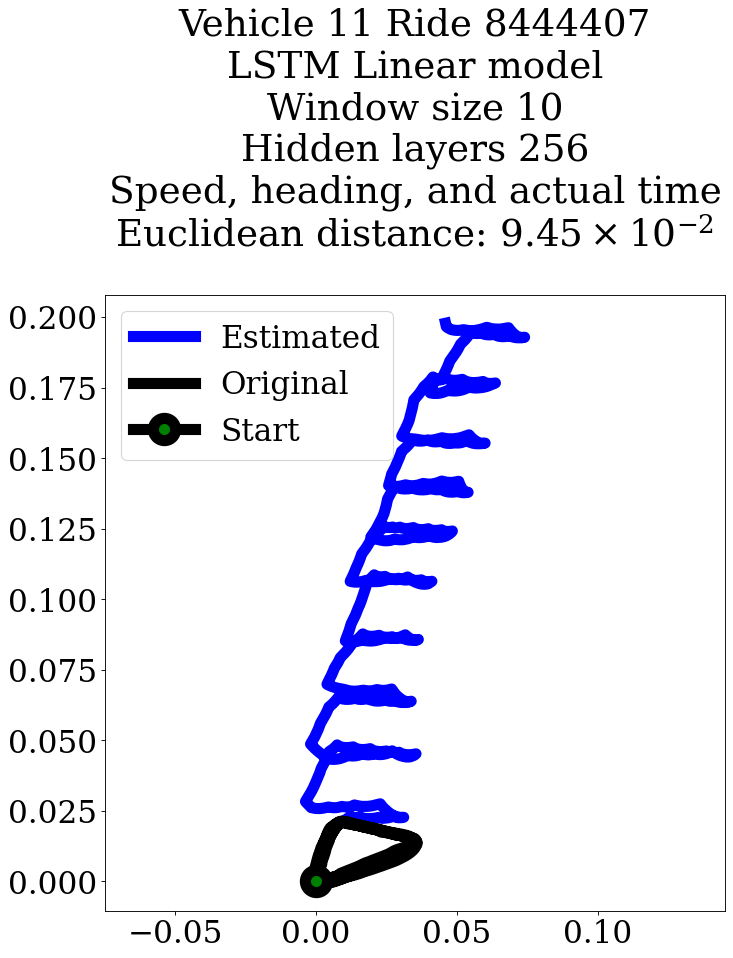 Vehicle 11 Ride 8444407
LSTM Linear model
Window size 10
Hidden layers 256
Speed, heading, and actual time
Euclidean distance: 9.45 × 10⁻²
Estimated
Original
Start
0.200
0.175
0.150
0.125
0.100
0.075
0.050
0.025
0.000
−0.05 0.00 0.05 0.10